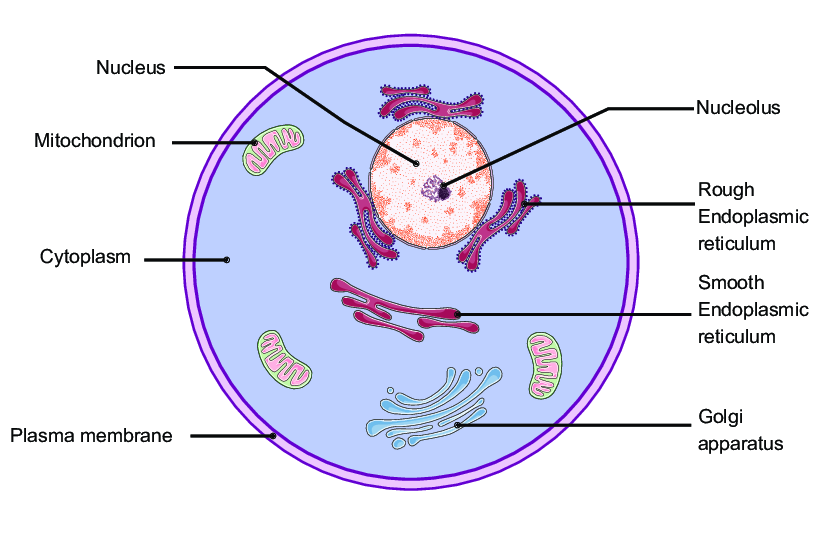 Nucleus
Mitochondrion
Cytoplasm
Plasma membrane
Nucleolus
Rough
Endoplasmic
reticulum
Smooth
Endoplasmic
reticulum
Golgi
apparatus